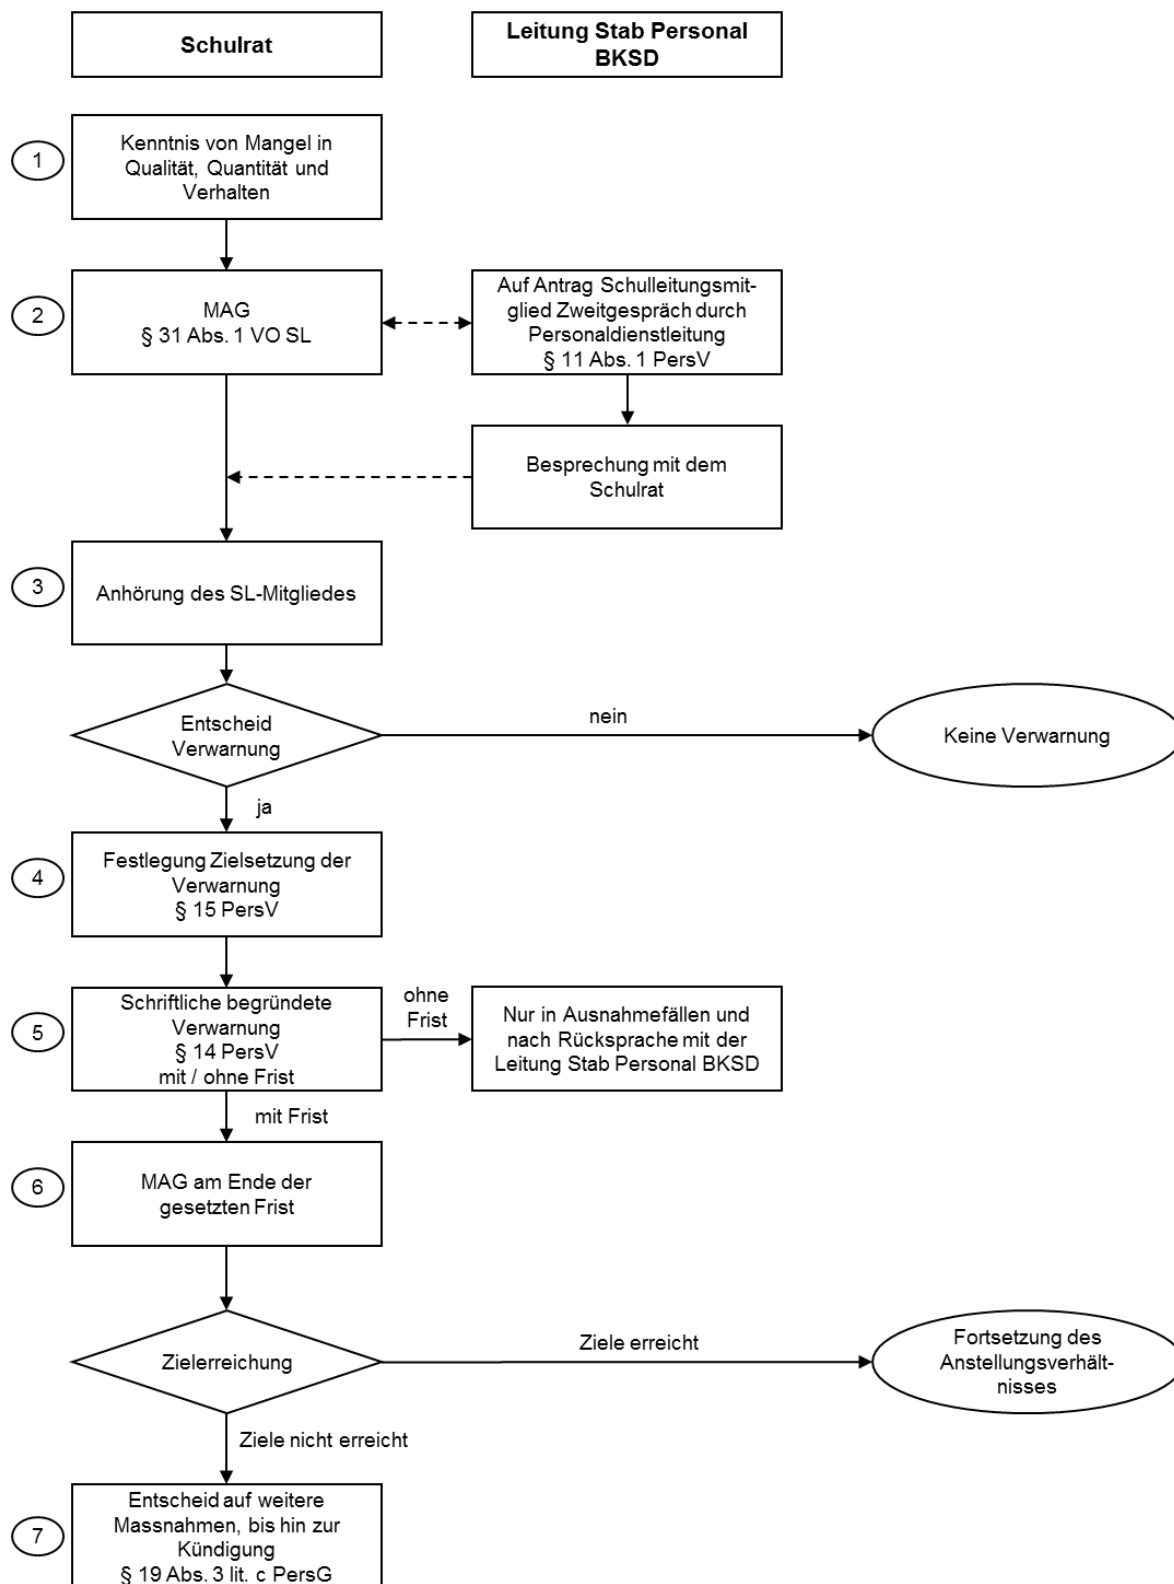 Schulrat
Leitung Stab Personal
BKSD
1
Kenntnis von Mangel in
Qualität, Quantität und
Verhalten
2
MAG
§ 31 Abs. 1 VO SL
Auf Antrag Schulleitungsmit-
glied Zweitgespräch durch
Personaldienstleitung
§ 11 Abs. 1 PersV
Besprechung mit dem
Schulrat
3
Anhörung des SL-Mitgliedes
Entscheid
Verwarnung
nein
Keine Verwarnung
ja
4
Festlegung Zielsetzung der
Verwarnung
§ 15 PersV
5
Schriftliche begründete
Verwarnung
§ 14 PersV
mit / ohne Frist
ohne
Frist
Nur in Ausnahmefällen und
nach Rücksprache mit der
Leitung Stab Personal BKSD
mit Frist
6
MAG am Ende der
gesetzten Frist
Zielerreichung
Ziele erreicht
Fortsetzung des
Anstellungsverhält-
nisses
Ziele nicht erreicht
7
Entscheid auf weitere
Massnahmen, bis hin zur
Kündigung
§ 19 Abs. 3 lit. c PersG